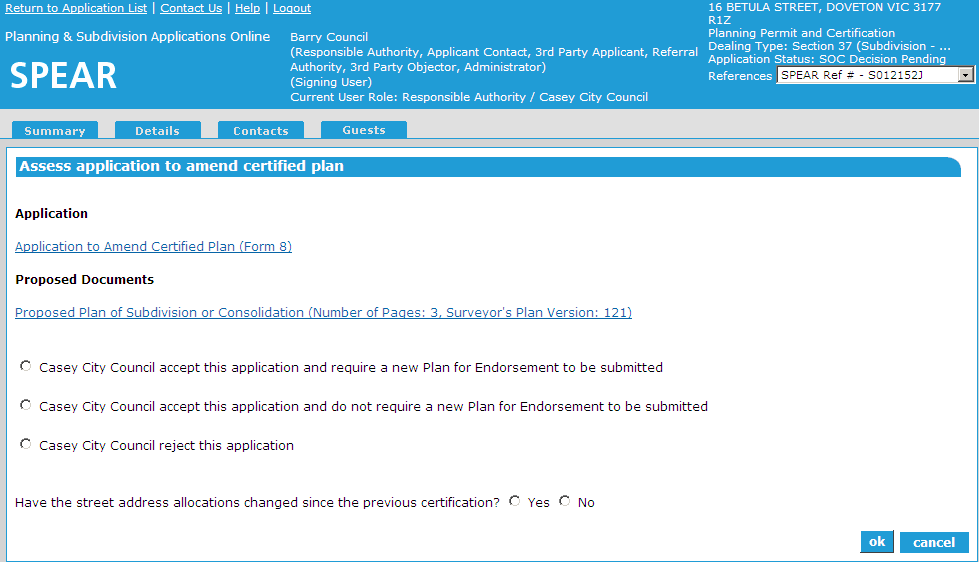 Return to Application List | Contact Us | Help | Logout
Planning & Subdivision Applications Online
SPEAR
Barry Council
(Responsible Authority, Applicant Contact, 3rd Party Applicant, Referral
Authority, 3rd Party Objector, Administrator)
(Signing User)
Current User Role: Responsible Authority / Casey City Council
16 BETULA STREET, DOVETON VIC 3177
R1Z
Planning Permit and Certification
Dealing Type: Section 37 (Subdivision - ...
Application Status: SOC Decision Pending
References SPEAR Ref # - S012152J
Summary Details Contacts Guests
Assess application to amend certified plan
Application
Application to Amend Certified Plan (Form 8)
Proposed Documents
Proposed Plan of Subdivision or Consolidation (Number of Pages: 3, Surveyor's Plan Version: 121)
Casey City Council accept this application and require a new Plan for Endorsement to be submitted
Casey City Council accept this application and do not require a new Plan for Endorsement to be submitted
Casey City Council reject this application
Have the street address allocations changed since the previous certification? Yes No
ok cancel